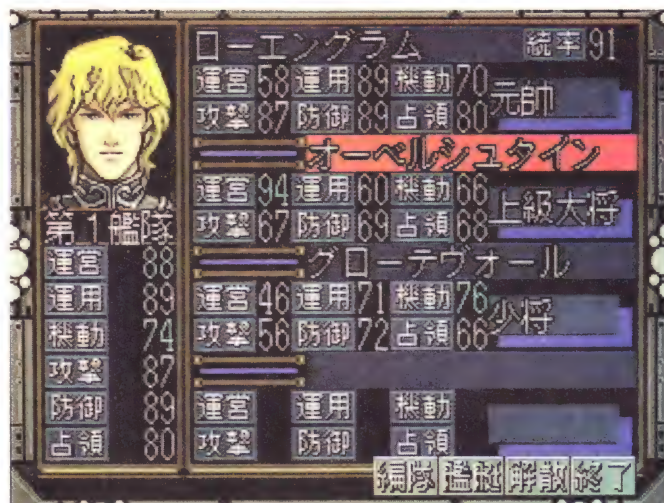 ローエングラム 統率91
運営58 運用89 機動70
元帥
攻撃87 防御89 占領80
オーベルシュタイン
運営94 運用60 機動66
上級大将
攻撃67 防御69 占領68
グローテヴォール
運営46 運用71 機動76
少将
攻撃56 防御72 占領66
運営 運用 機動
攻撃 防御 占領
第1艦隊
運営 88
運用 89
機動 74
攻撃 87
防御 89
占領 80
編隊 艦艇 解散 終了